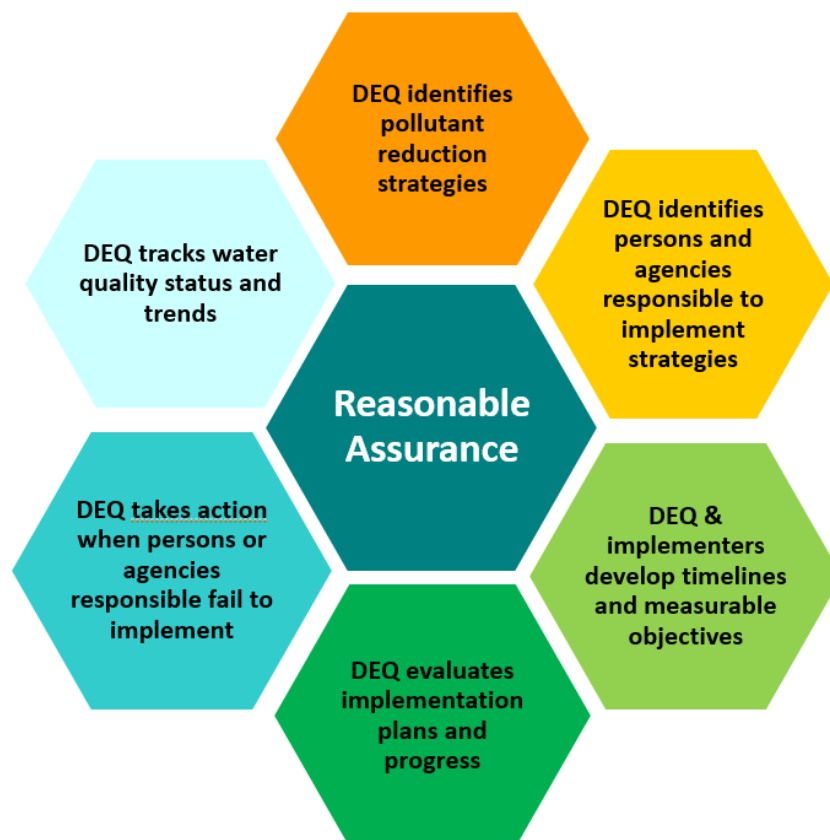 DEQ identifies
pollutant
reduction
strategies
DEQ identifies
persons and
agencies
responsible to
implement
strategies
DEQ tracks water
quality status and
trends
Reasonable
Assurance
DEQ takes action
when persons or
agencies
responsible fail to
implement
DEQ &
implementers
develop timelines
and measurable
objectives
DEQ evaluates
implementation
plans and
progress